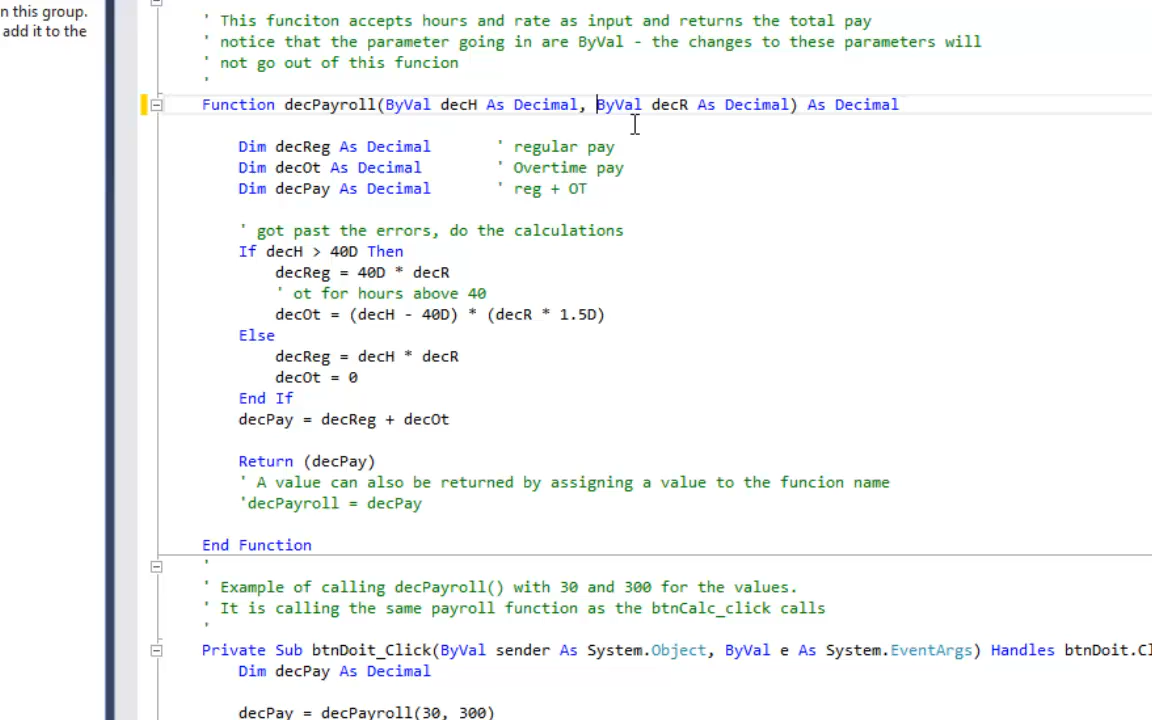 n this group.
add it to the
' This funciton accepts hours and rate as input and returns the total pay
' notice that the parameter going in are ByVal - the changes to these parameters will
' not go out of this funcion
'
Function decPayroll(ByVal decH As Decimal, ByVal decR As Decimal) As Decimal
Dim decReg As Decimal ' regular pay
Dim decOt As Decimal ' Overtime pay
Dim decPay As Decimal ' reg + OT
' got past the errors, do the calculations
If decH > 40D Then
decReg = 40D * decR
' ot for hours above 40
decOt = (decH - 40D) * (decR * 1.5D)
Else
decReg = decH * decR
decOt = 0
End If
decPay = decReg + decOt
Return (decPay)
' A value can also be returned by assigning a value to the funcion name
'decPayroll = decPay
End Function
'
' Example of calling decPayroll() with 30 and 300 for the values.
' It is calling the same payroll function as the btnCalc_click calls
'
Private Sub btnDoit_Click(ByVal sender As System.Object, ByVal e As System.EventArgs) Handles btnDoit.Cl
Dim decPay As Decimal
decPay = decPayroll(30, 300)